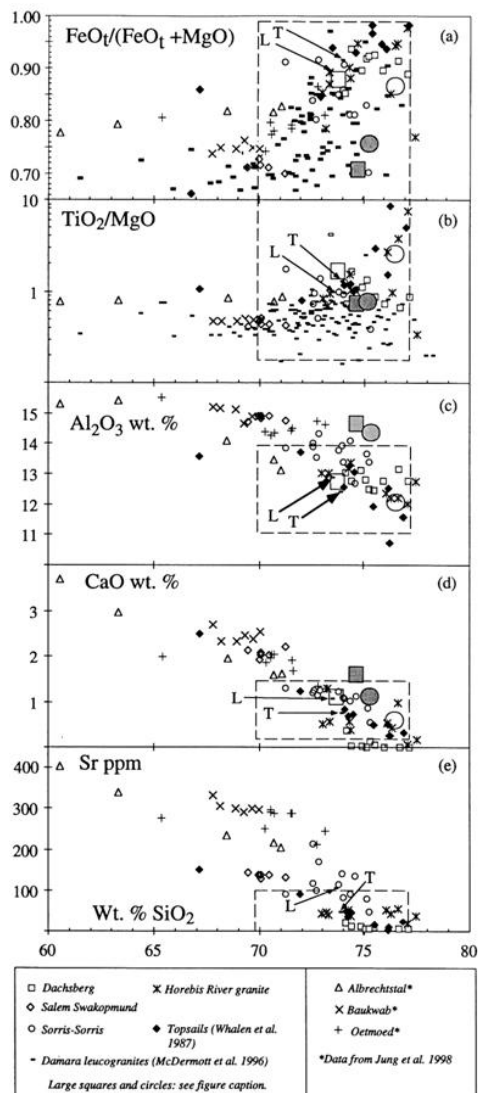 FeOt/(FeOt +MgO)
(a)
T
L
1.00
0.90
0.80
0.70
10
TiO2/MgO
(b)
T
L
1
(c)
15
Al2O3 wt. %
14
13
12
11
L
T
CaO wt. %
(d)
3
2
1
L
T
Sr ppm
(e)
400
300
200
100
T
L
Wt. % SiO2
60 65 70 75 80
□ Dachsberg
✶ Horebis River granite
◇ Salem Swakopmund
○ Sorris-Sorris
◆ Topsails (Whalen et al.
1987)
- Damara leucogranites (McDermott et al. 1996)
Large squares and circles: see figure caption.
△ Albrechtstal*
× Baukwab*
+ Oetmoed*
*Data from Jung et al. 1998